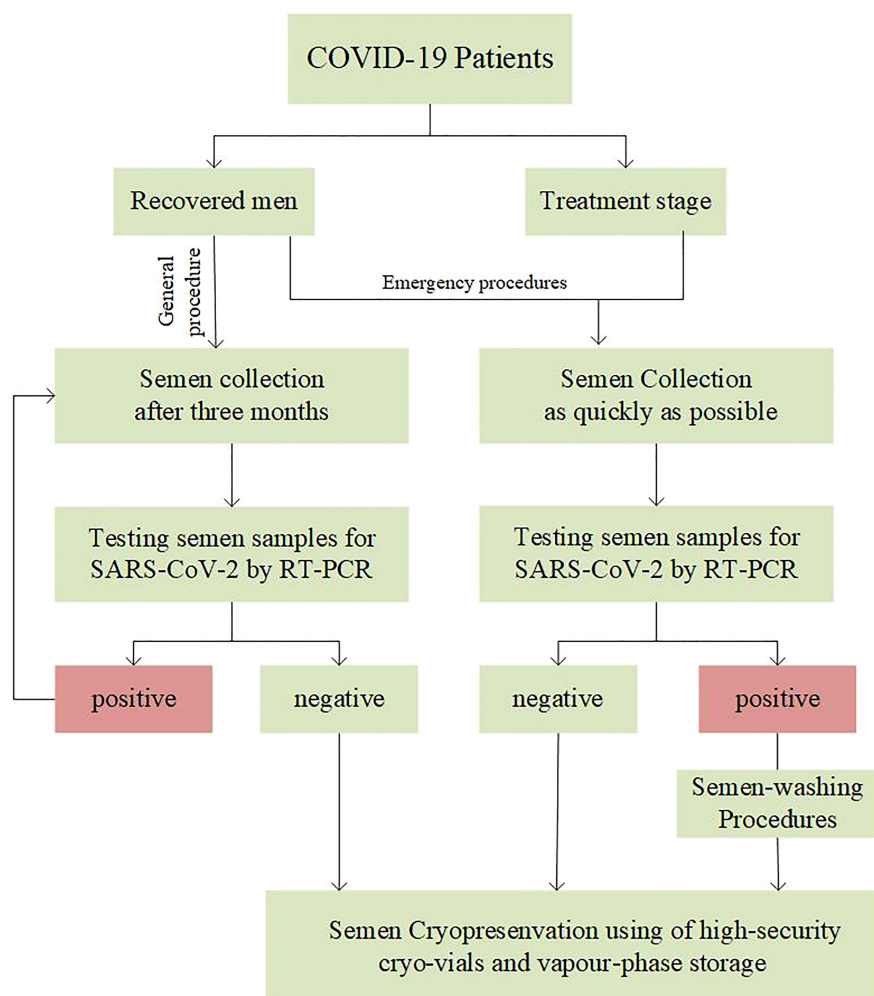 COVID-19 Patients
Recovered men
Treatment stage
General
procedure
Emergency procedures
Semen collection
after three months
Semen Collection
as quickly as possible
Testing semen samples for
SARS-CoV-2 by RT-PCR
Testing semen samples for
SARS-CoV-2 by RT-PCR
positive
negative
negative
positive
Semen-washing
Procedures
Semen Cryopresenvation using of high-security
cryo-vials and vapour-phase storage